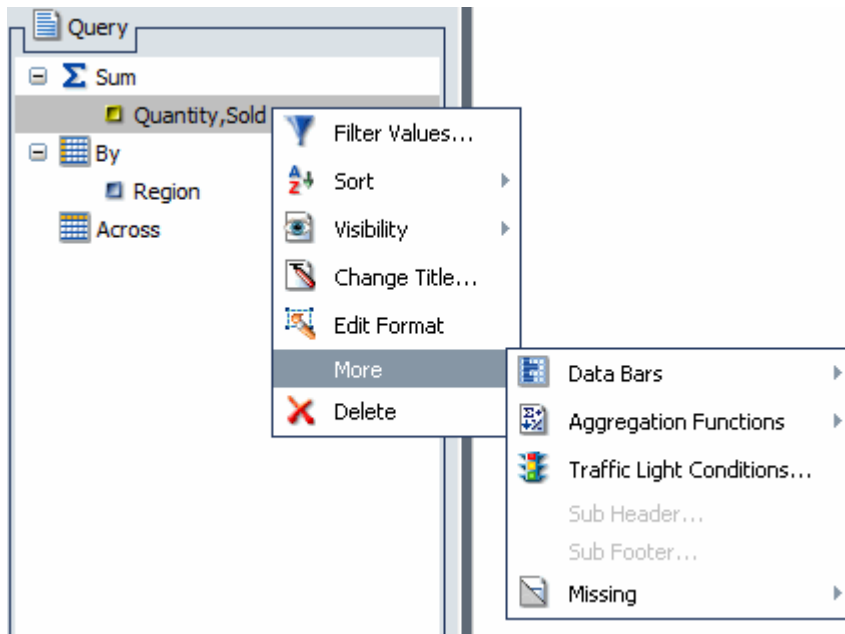 Query
Sum
Quantity,Sold
By
Region
Across
Filter Values...
Sort
Visibility
Change Title...
Edit Format
More
Delete
Data Bars
Aggregation Functions
Traffic Light Conditions...
Sub Header...
Sub Footer...
Missing